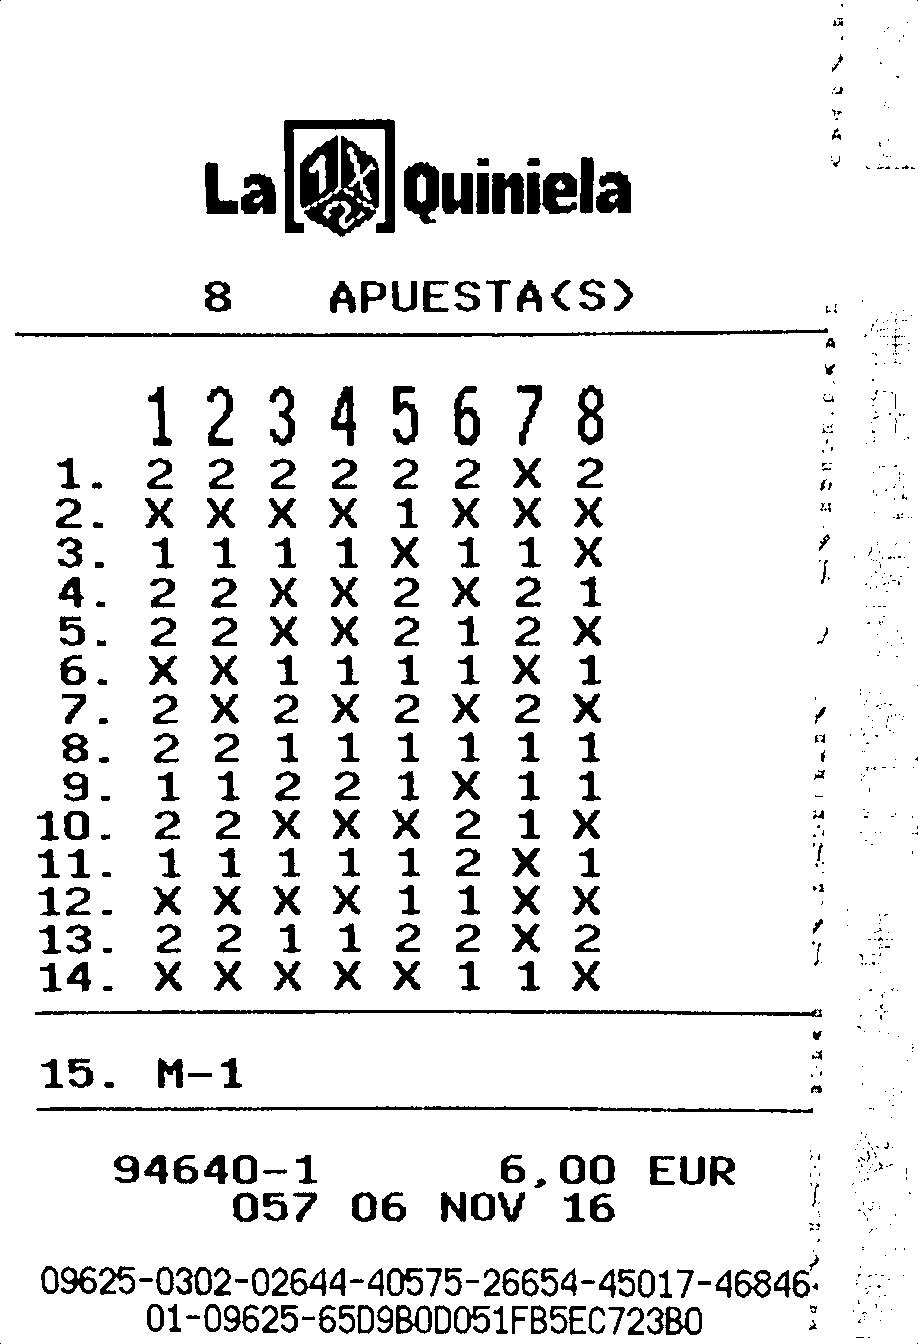 La [1X2] Quiniela
8 APUESTA(S)
1 2 3 4 5 6 7 8
1. 2 2 2 2 2 2 X 2
2. X X X X 1 X X X
3. 1 1 1 1 X 1 1 X
4. 2 2 X X 2 X 2 1
5. 2 2 X X 2 1 2 X
6. X X 1 1 1 1 X 1
7. 2 X 2 X 2 X 2 X
8. 2 2 1 1 1 1 1 1
9. 1 1 2 2 1 X 1 1
10. 2 2 X X X 2 1 X
11. 1 1 1 1 1 2 X 1
12. X X X X 1 1 X X
13. 2 2 1 1 2 2 X 2
14. X X X X X 1 1 X
15. M-1
94640-1 6,00 EUR
057 06 NOV 16
09625-0302-02644-40575-26654-45017-46846
01-09625-65D9B0D051FB5EC723B0